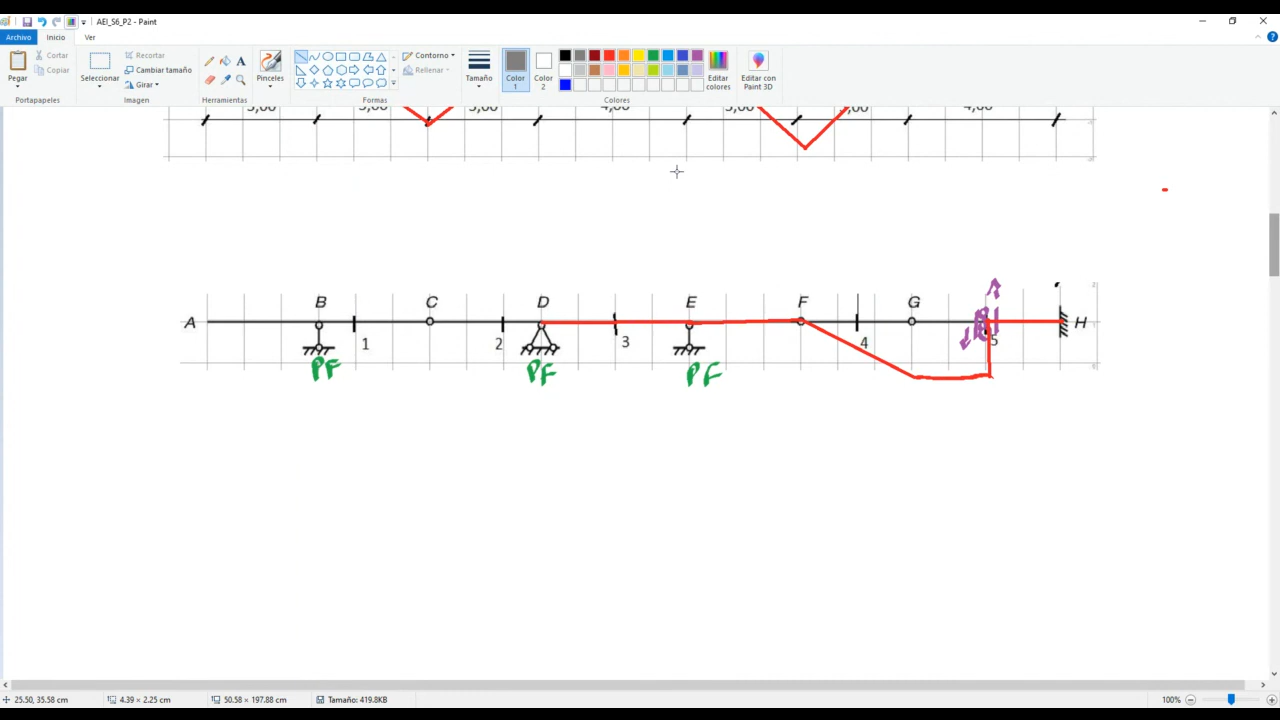 AEI_S6_P2 - Paint
Archivo Inicio Ver
Cortar
Copiar
Pegar
Portapapeles
Seleccionar
Recortar
Cambiar tamaño
Girar
Imagen
A
Herramientas
Pinceles
Contorno
Rellenar
Formas
Tamaño
Color 1
Color 2
Editar colores
Colores
Editar con Paint 3D
B C D E F G
A H
1 2 3 4 5
PF PF PF
25.50, 35.58 cm 4.39 × 2.25 cm 50.58 × 197.88 cm Tamaño: 419.8KB 100%